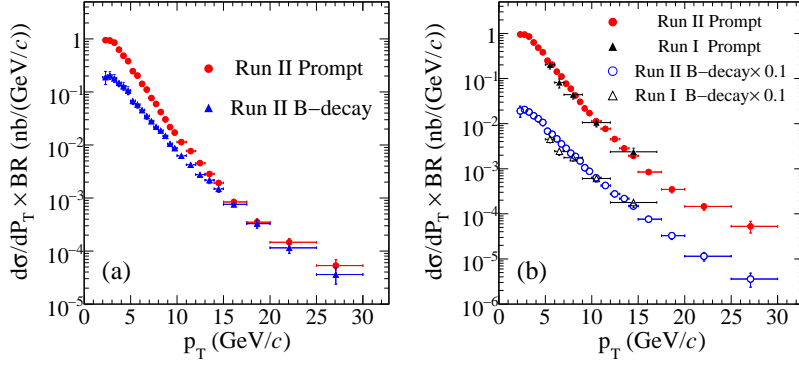 dσ/dP_T × BR (nb/(GeV/c))
1
10⁻¹
10⁻²
10⁻³
10⁻⁴
10⁻⁵
Run II Prompt
Run II B−decay
(a)
0 5 10 15 20 25 30
p_T (GeV/c)
dσ/dP_T × BR (nb/(GeV/c))
1
10⁻¹
10⁻²
10⁻³
10⁻⁴
10⁻⁵
10⁻⁶
Run II Prompt
Run I Prompt
Run II B−decay× 0.1
Run I B−decay× 0.1
(b)
0 5 10 15 20 25 30
p_T (GeV/c)